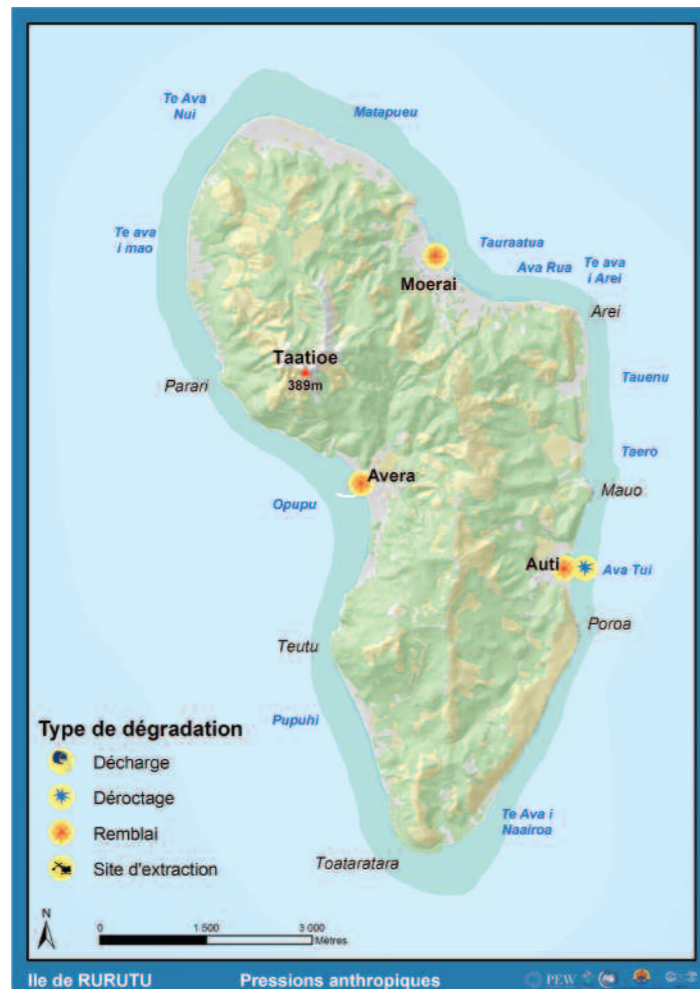 Te Ava
Nui
Matapueu
Te ava
i mao
Tauraatua
Ava Rua
Te ava
i Arei
Moerai
Arei
Taatioe
389m
Parari
Tauenu
Taero
Avera
Mauo
Opupu
Auti
Ava Tui
Poroa
Teutu
Pupuhi
Type de dégradation
Décharge
Déroctage
Remblai
Site d'extraction
Te Ava i
Naairoa
Toataratara
N
0 1 500 3 000
Mètres
Ile de RURUTU Pressions anthropiques PEW